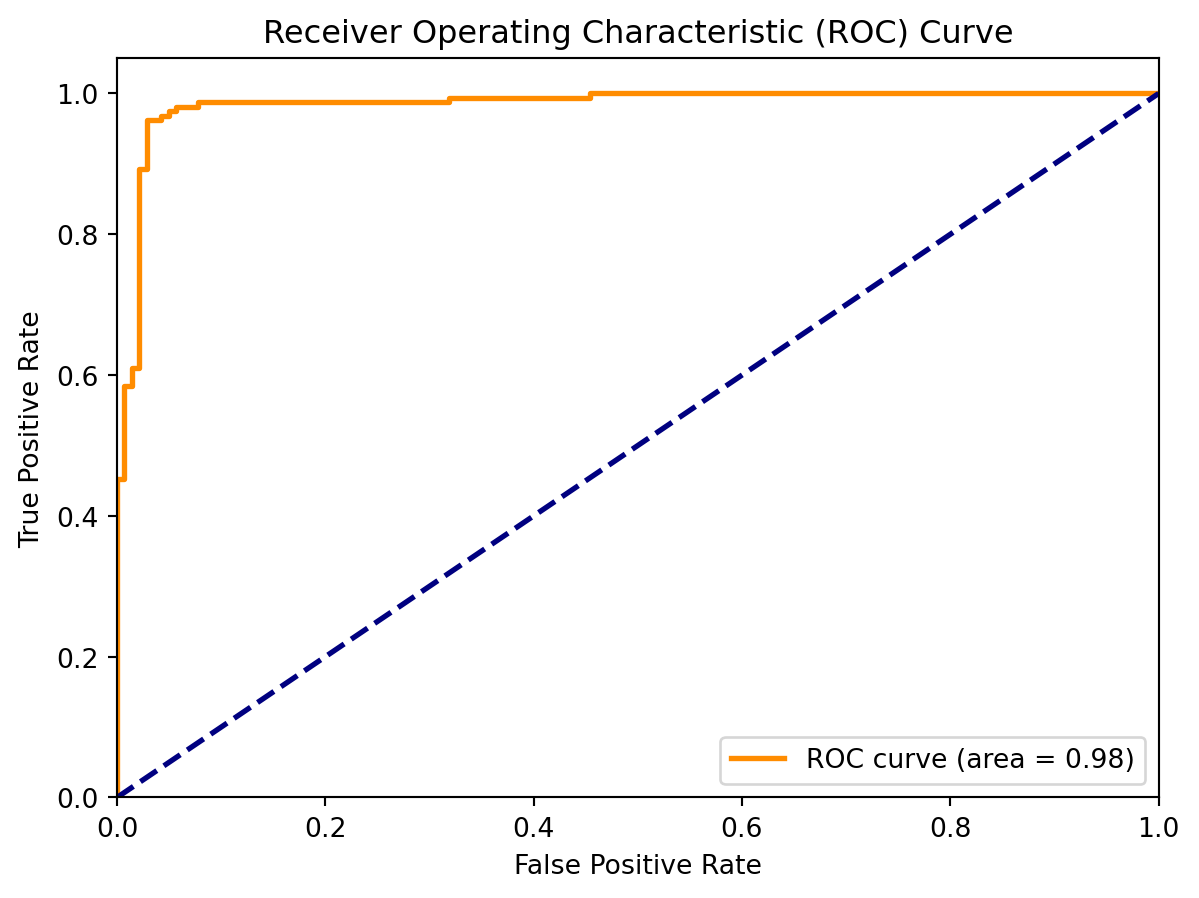 Receiver Operating Characteristic (ROC) Curve
True Positive Rate
1.0
0.8
0.6
0.4
0.2
0.0
ROC curve (area = 0.98)
0.0 0.2 0.4 0.6 0.8 1.0
False Positive Rate